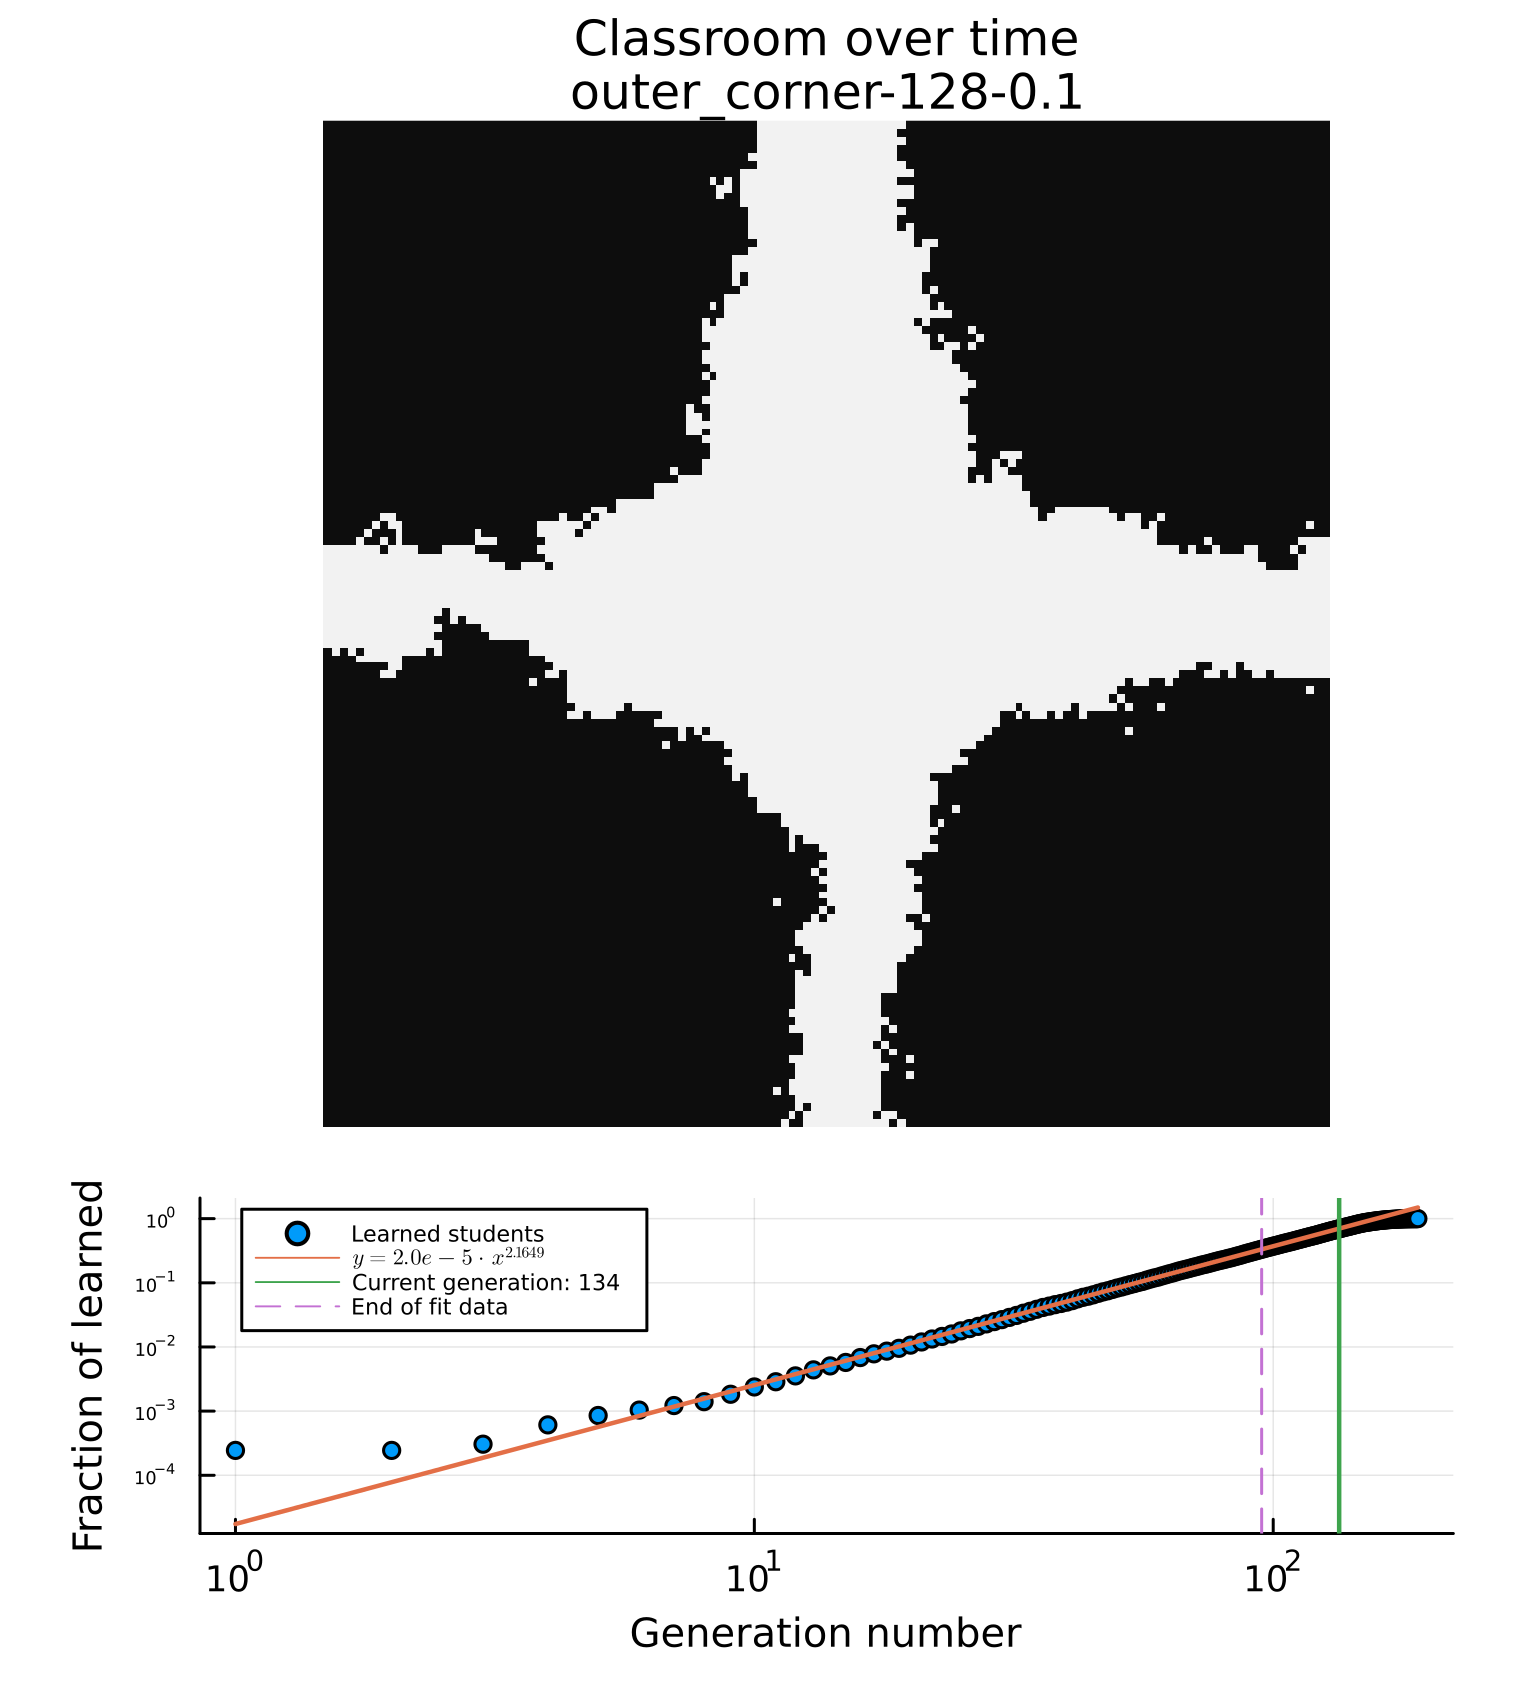 Classroom over time
outer_corner-128-0.1
Fraction of learned
10^0
10^-1
10^-2
10^-3
10^-4
Learned students
y = 2.0e − 5 · x^2.1649
Current generation: 134
End of fit data
10^0 10^1 10^2
Generation number